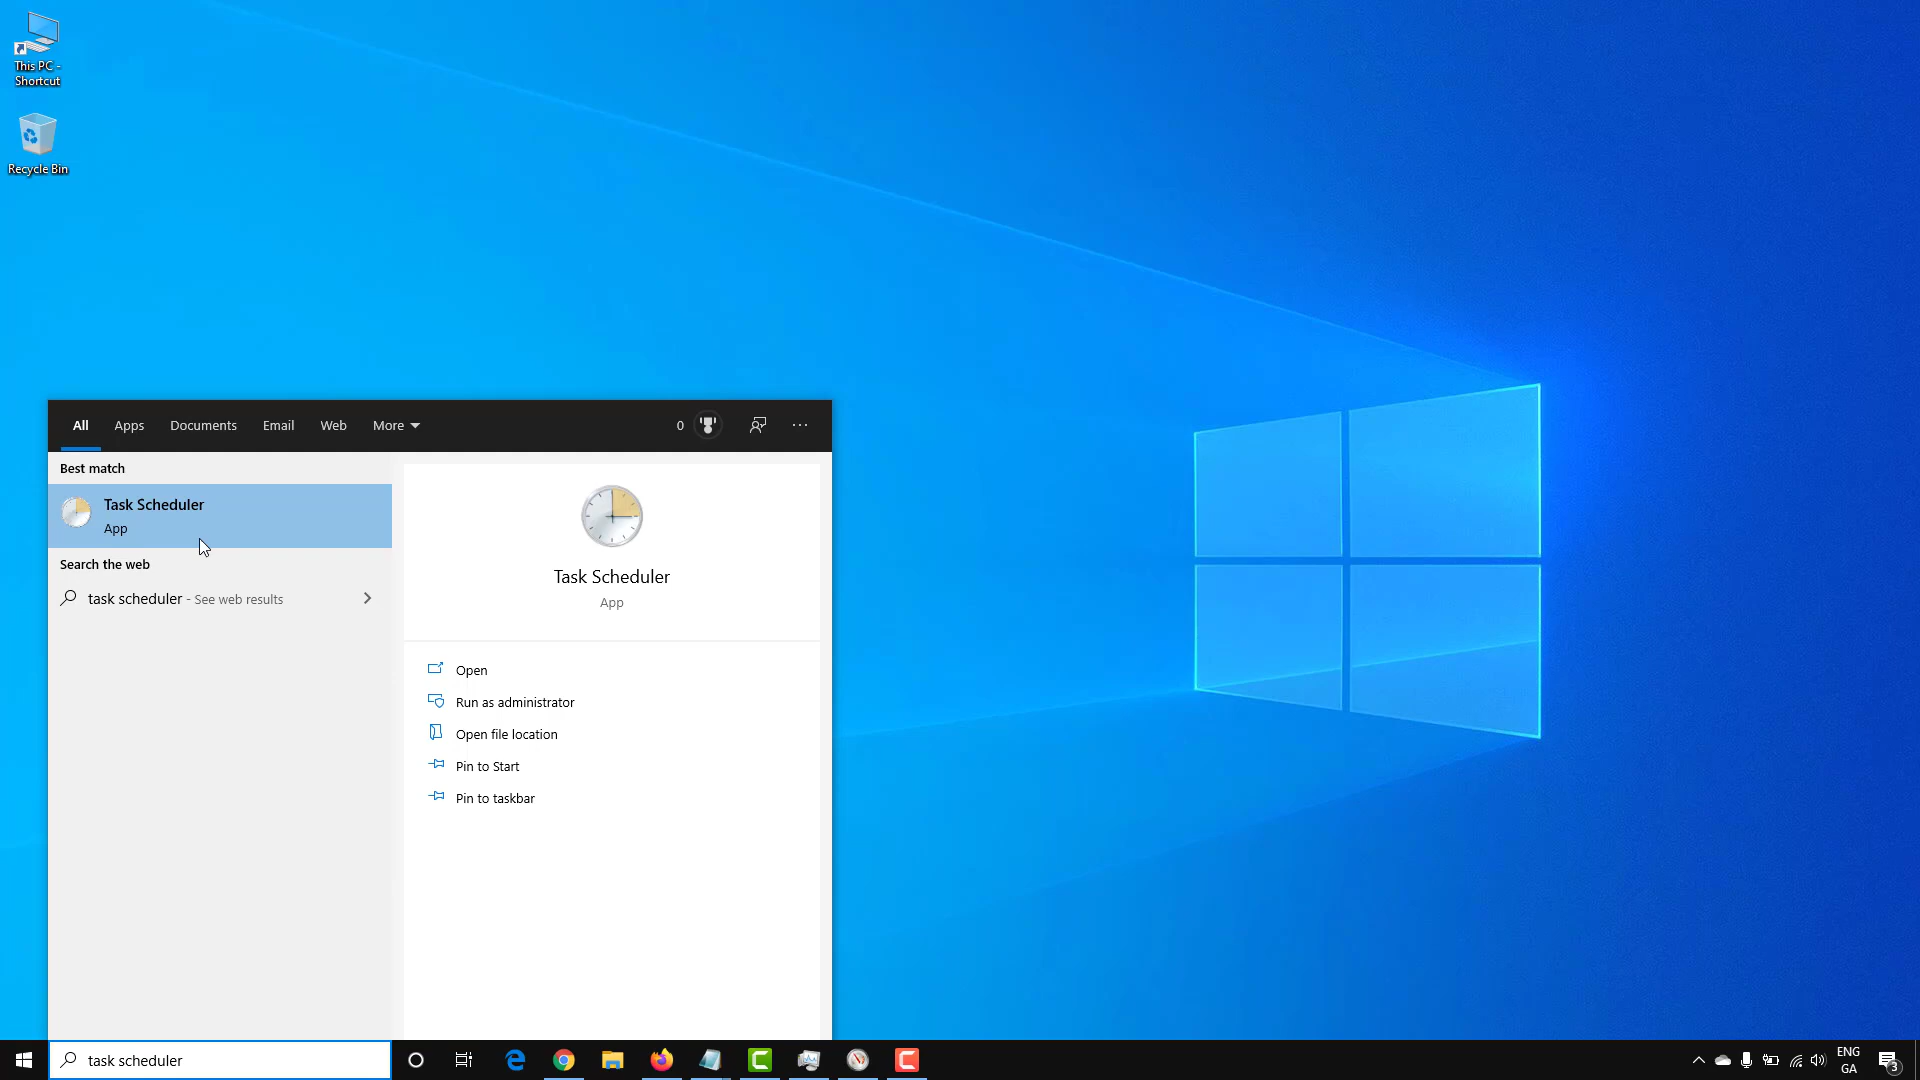 This PC -
Shortcut
Recycle Bin
All
Apps
Documents
Email
Web
More
0
Best match
Task Scheduler
App
Search the web
task scheduler - See web results
Task Scheduler
App
Open
Run as administrator
Open file location
Pin to Start
Pin to taskbar
task scheduler
ENG
GA
3